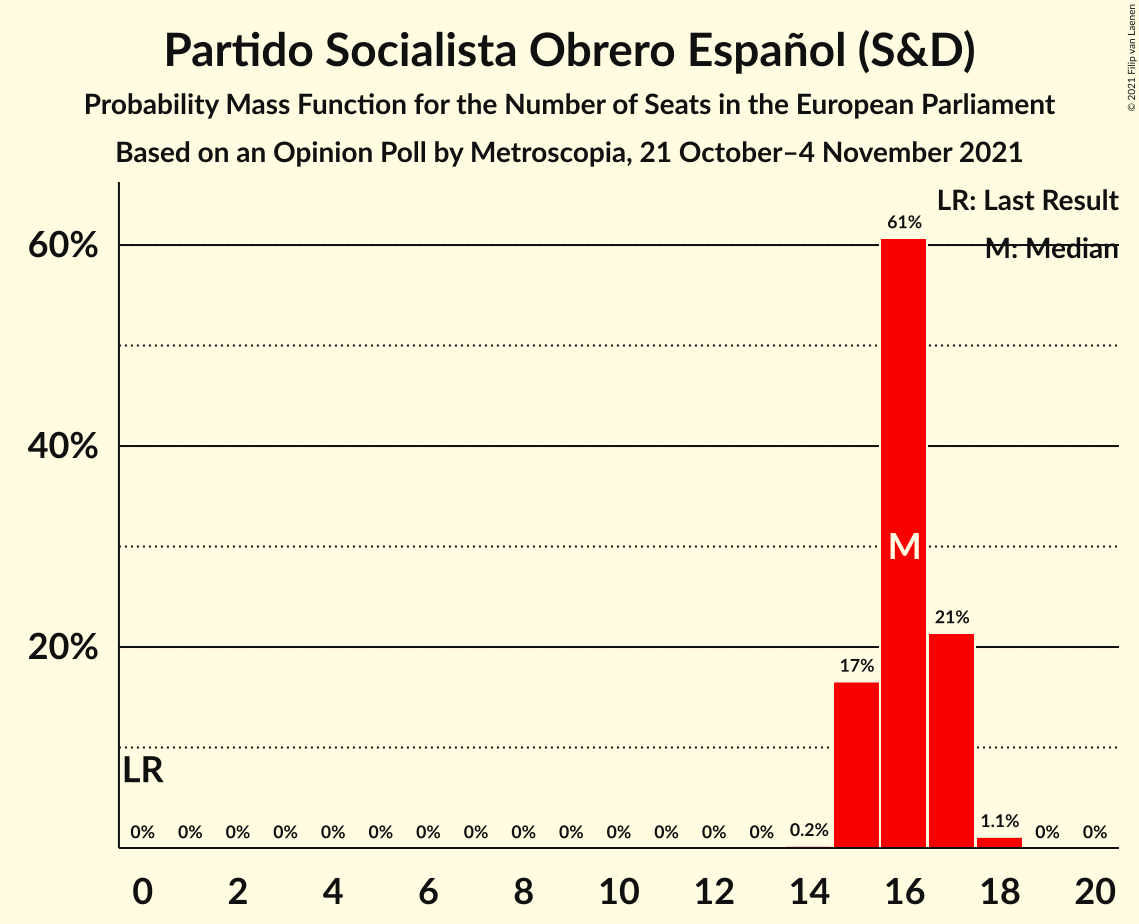 © 2021 Filip van Laenen
Partido Socialista Obrero Español (S&D)
Probability Mass Function for the Number of Seats in the European Parliament
Based on an Opinion Poll by Metroscopia, 21 October–4 November 2021
LR: Last Result
M: Median
61%
60%
40%
M
21%
20%
17%
LR
0% 0% 0% 0% 0% 0% 0% 0% 0% 0% 0% 0% 0% 0% 0.2% 1.1% 0% 0%
0 2 4 6 8 10 12 14 16 18 20